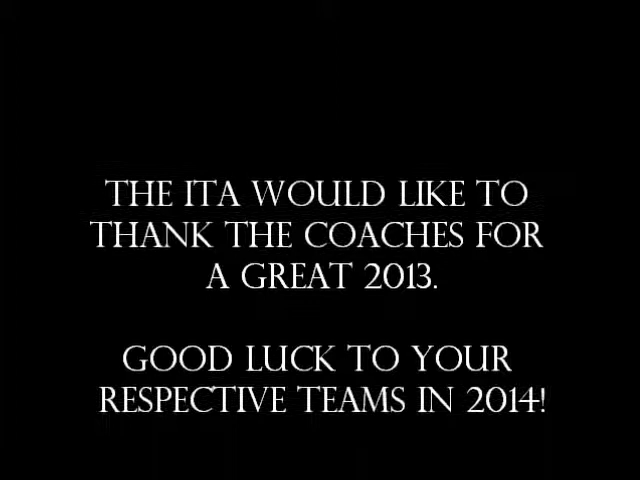 THE ITA WOULD LIKE TO
THANK THE COACHES FOR
A GREAT 2013.
GOOD LUCK TO YOUR
RESPECTIVE TEAMS IN 2014!